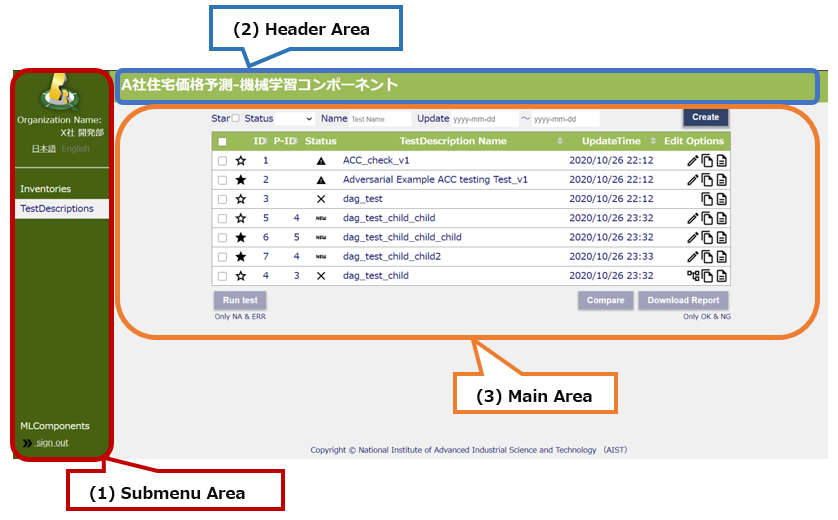 (2) Header Area
A社住宅価格予測-機械学習コンポーネント
Organization Name:
X社 開発部
日本語 English
Inventories
TestDescriptions
MLComponents
sign out
Star Status Name Test Name Update yyyy-mm-dd ～ yyyy-mm-dd Create
ID P-ID Status TestDescription Name UpdateTime Edit Options
1 ACC_check_v1 2020/10/26 22:12
2 Adversarial Example ACC testing Test_v1 2020/10/26 22:12
3 dag_test 2020/10/26 22:12
5 4 NEW dag_test_child_child 2020/10/26 23:32
6 5 NEW dag_test_child_child_child 2020/10/26 23:32
7 4 NEW dag_test_child_child2 2020/10/26 23:33
4 3 dag_test_child 2020/10/26 23:32
Run test Compare Download Report
Only NA & ERR Only OK & NG
(3) Main Area
Copyright © National Institute of Advanced Industrial Science and Technology （AIST）
(1) Submenu Area